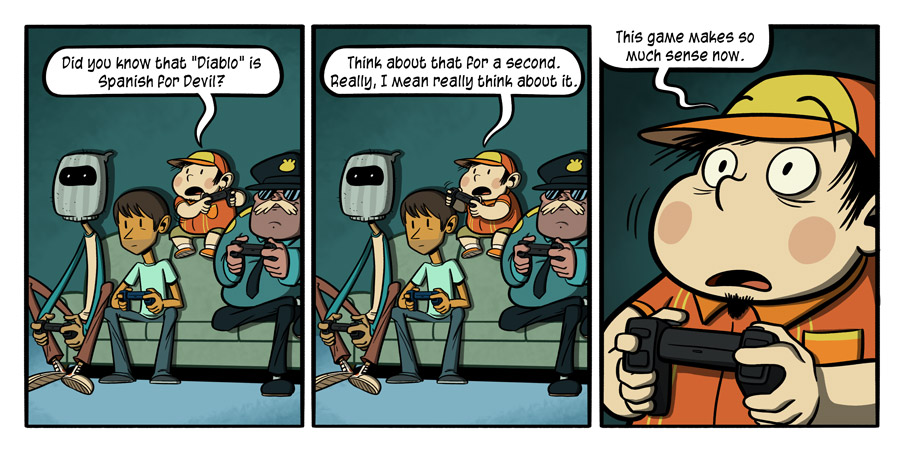 Did you know that "Diablo" is
Spanish for Devil?
Think about that for a second.
Really, I mean really think about it.
This game makes so
much sense now.